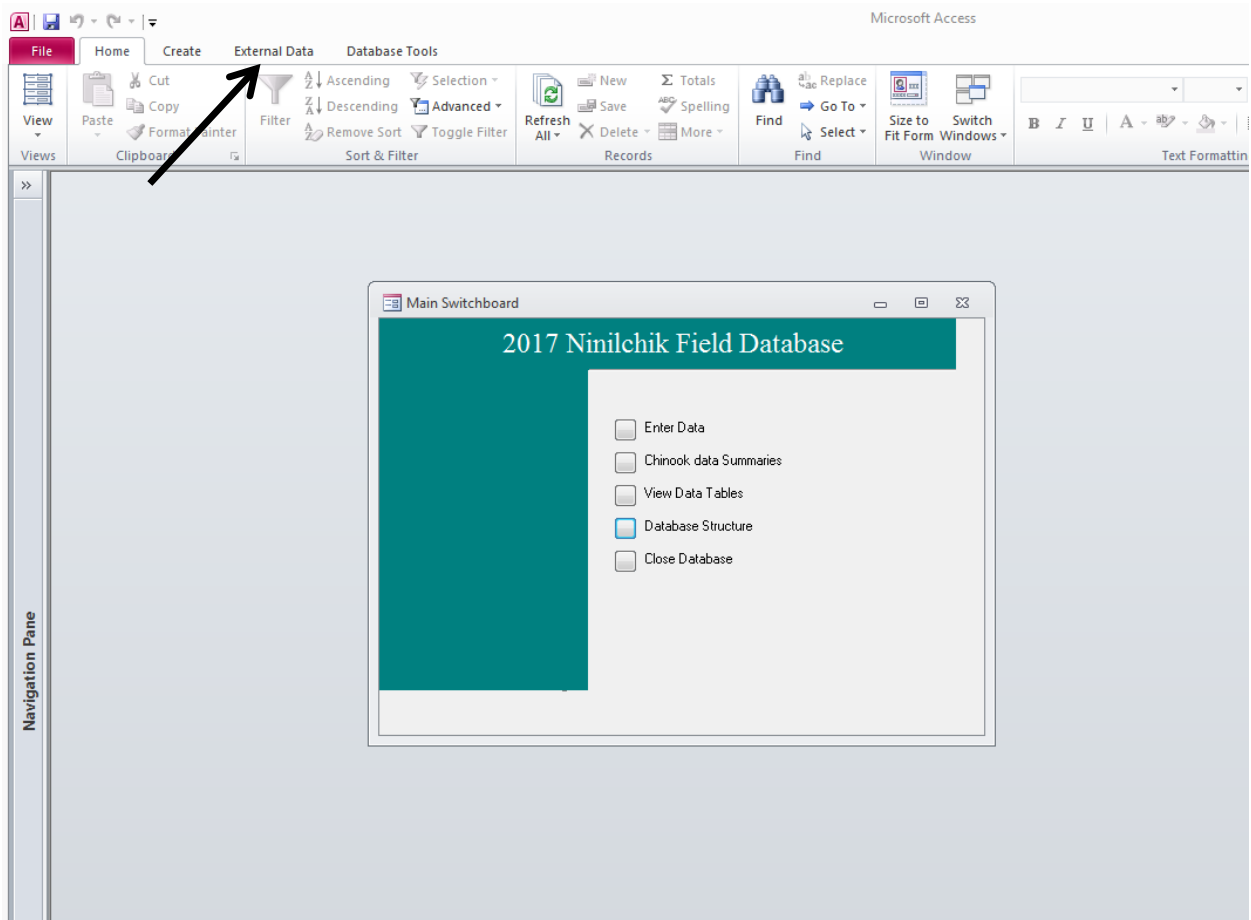 A Microsoft Access
File Home Create External Data Database Tools
View
Views
Paste
Cut
Copy
Format Painter
Clipboard
Filter
Ascending
Descending
Remove Sort
Selection
Advanced
Toggle Filter
Sort & Filter
Refresh
All
New
Save
Delete
Totals
Spelling
More
Records
Find
Replace
Go To
Select
Find
Size to
Fit Form
Switch
Windows
Window
B I U A
Text Formattin
»
Navigation Pane
Main Switchboard
2017 Ninilchik Field Database
Enter Data
Chinook data Summaries
View Data Tables
Database Structure
Close Database